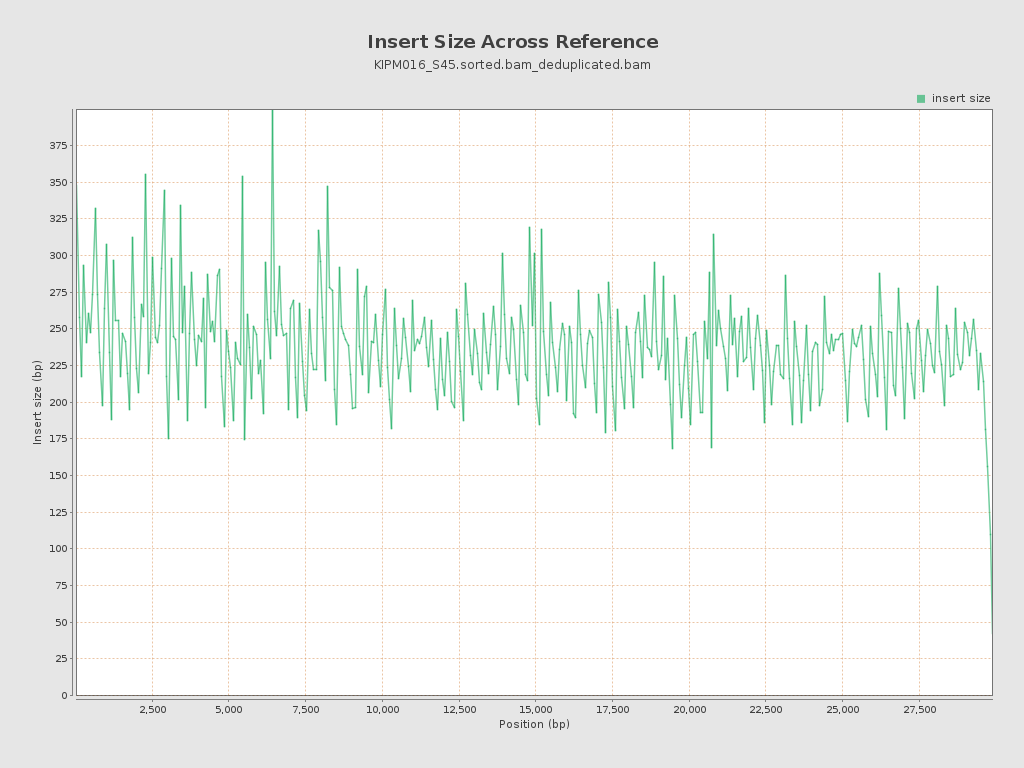 Insert Size Across Reference
KIPM016_S45.sorted.bam_deduplicated.bam
insert size
375
350
325
300
275
250
225
200
175
150
125
100
75
50
25
0
Insert size (bp)
2,500 5,000 7,500 10,000 12,500 15,000 17,500 20,000 22,500 25,000 27,500
Position (bp)